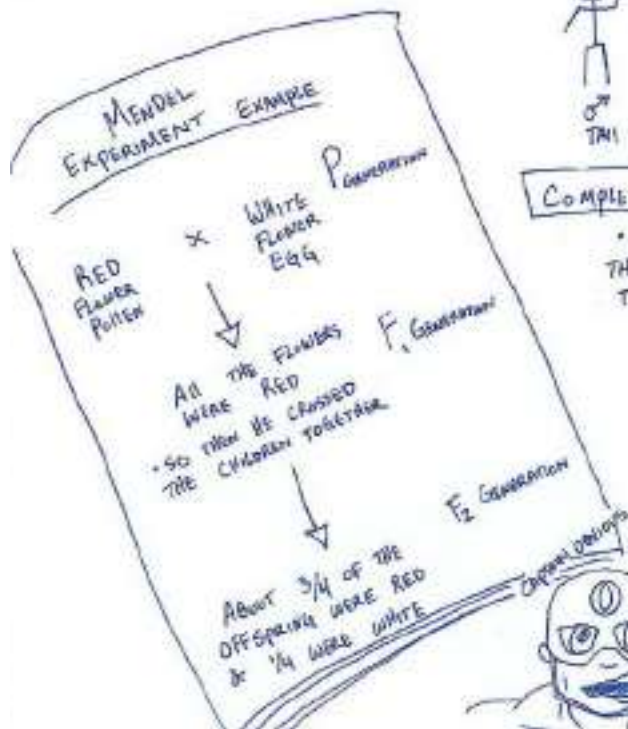 MENDEL
EXPERIMENT EXAMPLE
P GENERATION
RED
FLOWER
POLLEN
x
WHITE
FLOWER
EGG
F1 GENERATION
All THE FLOWERS
WERE RED
• SO THEN HE CROSSED
THE CHILDREN TOGETHER
F2 GENERATION
ABOUT 3/4 OF THE
OFFSPRING WERE RED
& 1/4 WERE WHITE
♂
TAll
COMPLE
•
TH
T
CAPTAIN